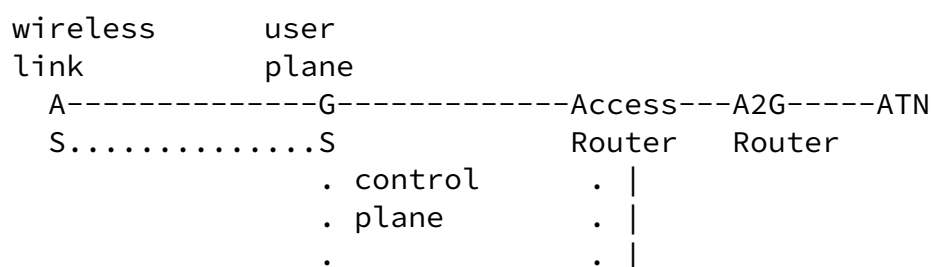 wireless      user
link            plane
  A--------------G-------------Access---A2G-----ATN
  S..............S             Router   Router
                 . control      . |
                 . plane        . |
                 .              . |